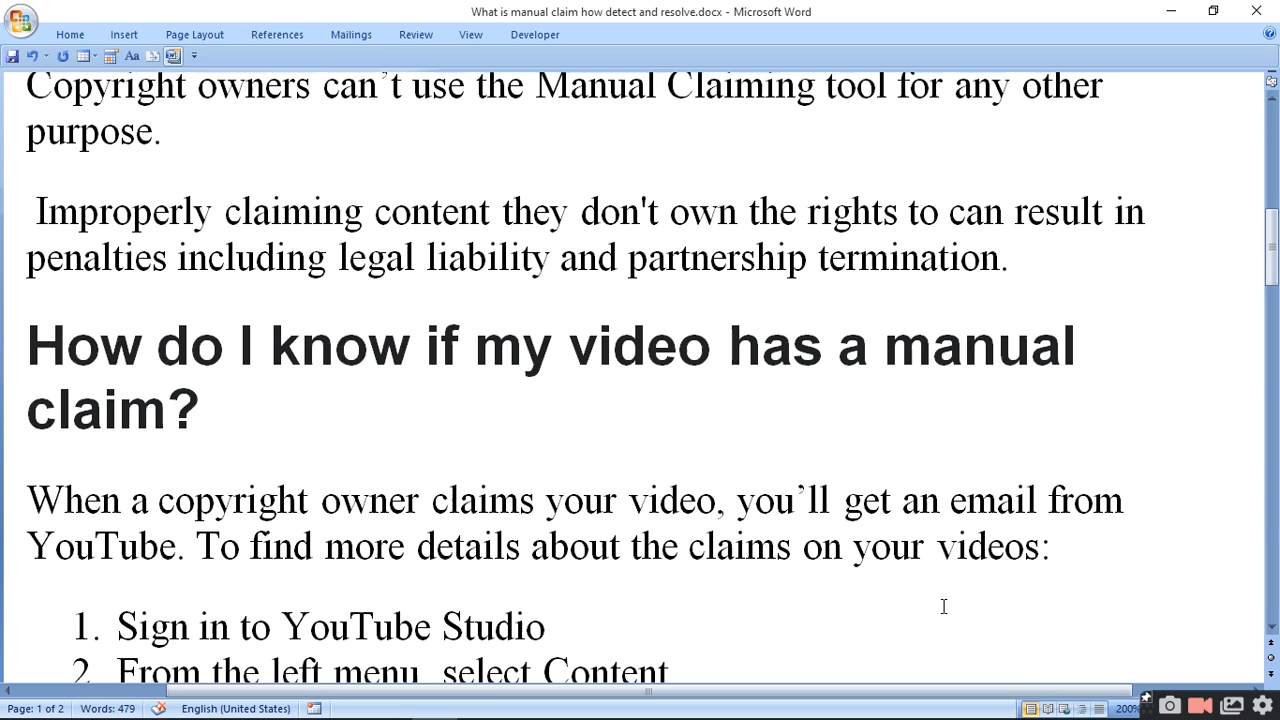 What is manual claim how detect and resolve.docx - Microsoft Word
Home Insert Page Layout References Mailings Review View Developer
Aa
Copyright owners can’t use the Manual Claiming tool for any other
purpose.
Improperly claiming content they don't own the rights to can result in
penalties including legal liability and partnership termination.
How do I know if my video has a manual
claim?
When a copyright owner claims your video, you’ll get an email from
YouTube. To find more details about the claims on your videos:
1. Sign in to YouTube Studio
2. From the left menu, select Content
Page: 1 of 2 Words: 479 English (United States) 200%